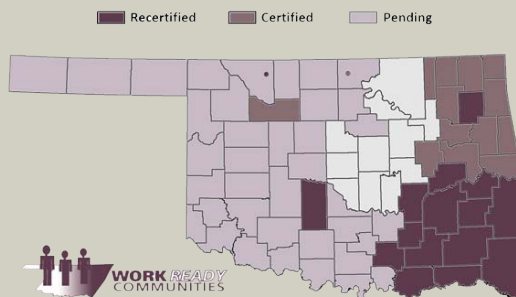 Recertified
Certified
Pending
WORK READY
COMMUNITIES